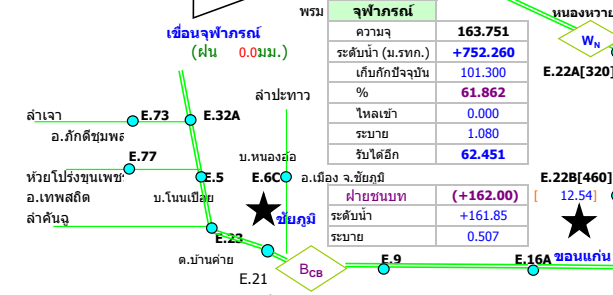 พรม
จุฬาภรณ์
หนองหวาย
เขื่อนจุฬาภรณ์
(ฝน 0.0มม.)
ความจุ 163.751
ระดับน้ำ (ม.รทก.) +752.260
เก็บกักปัจจุบัน 101.300
% 61.862
ไหลเข้า 0.000
ระบาย 1.080
รับได้อีก 62.451
W_N
E.22A[320]
ลำปะทาว
ลำเจา E.73 E.32A
อ.ภักดีชุมพล
E.77
ห้วยโปร่งขุนเพชร
อ.เทพสถิต
ลำคันฉู
E.5
บ.โนนเปือย
บ.หนองอ้อ
E.6C อ.เมือง จ.ชัยภูมิ
ชัยภูมิ
ฝายชนบท (+162.00) [ 12.54]
ระดับน้ำ +161.85
ระบาย 0.507
E.22B[460]
E.23
ต.บ้านค่าย
E.21
B_CB
E.9
E.16A ขอนแก่น